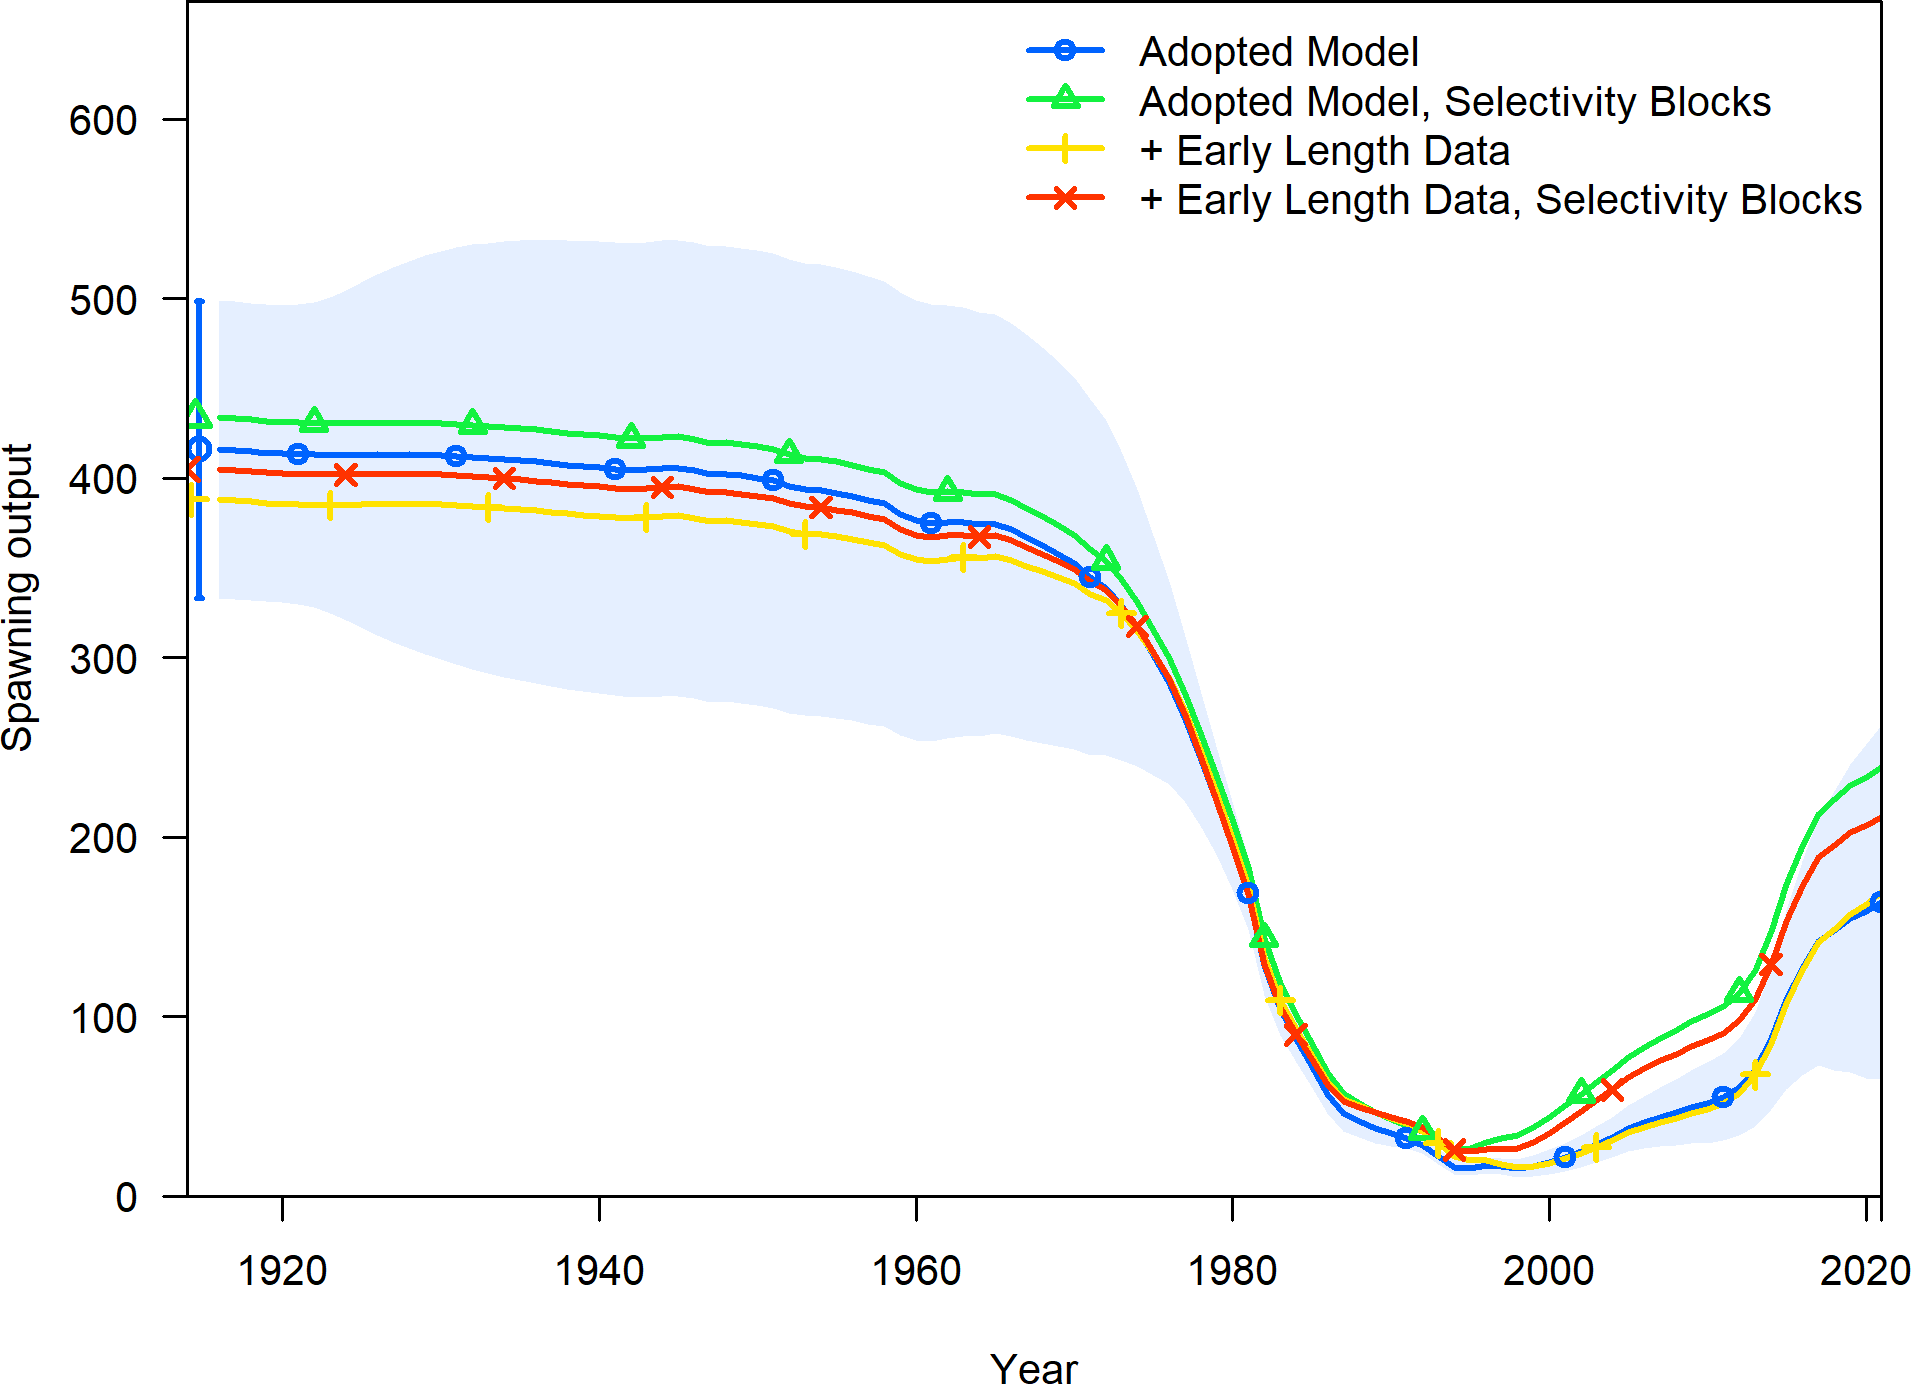 Adopted Model
Adopted Model, Selectivity Blocks
+ Early Length Data
+ Early Length Data, Selectivity Blocks
Spawning output
600
500
400
300
200
100
0
1920 1940 1960 1980 2000 2020
Year